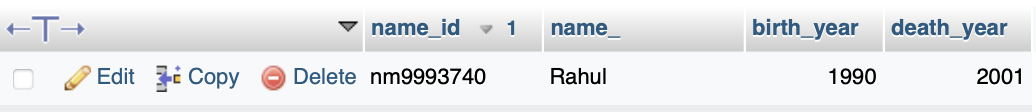 ←T→ name_id 1 name_ birth_year death_year
Edit Copy Delete nm9993740 Rahul 1990 2001